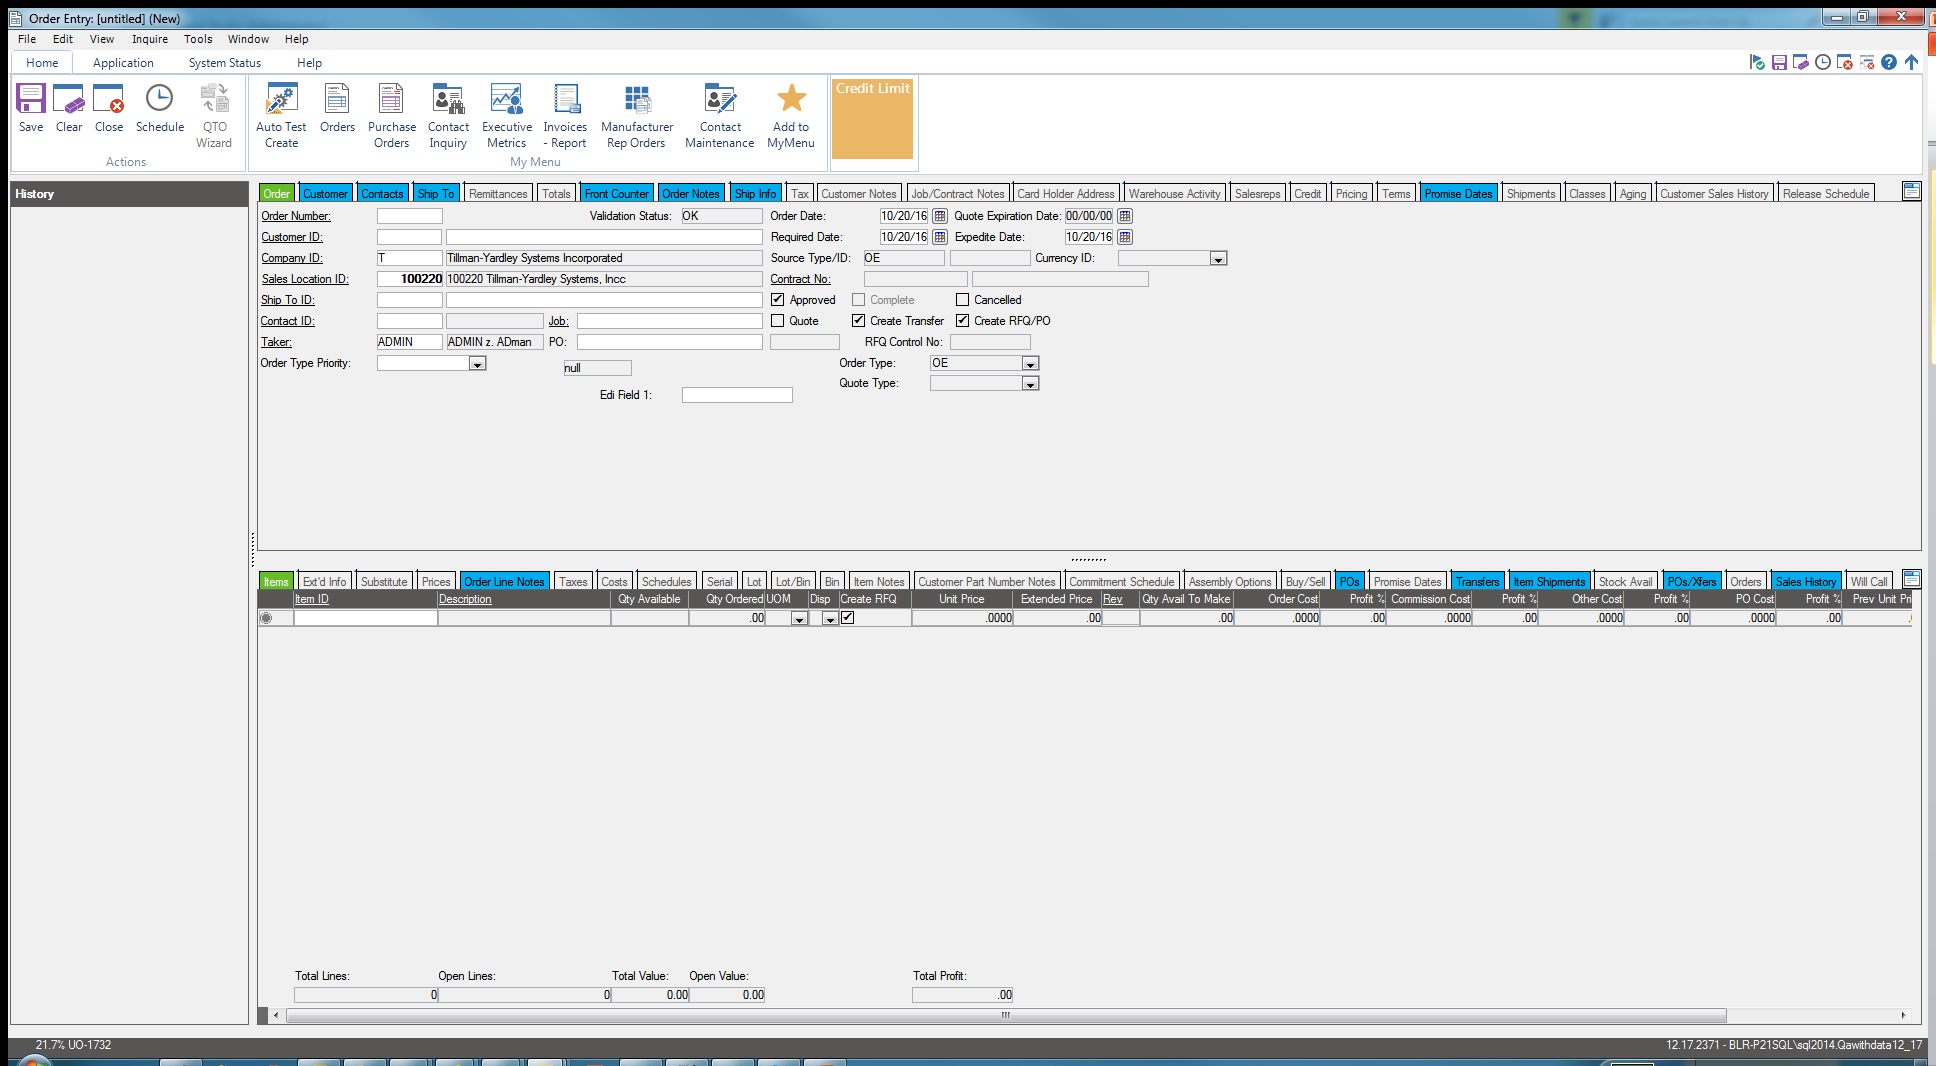 Order Entry: [untitled] (New)
File Edit View Inquire Tools Window Help
Home Application System Status Help
Save Clear Close Schedule QTO Wizard
Actions
Auto Test Create Orders Purchase Orders Contact Inquiry Executive Metrics Invoices - Report Manufacturer Rep Orders Contact Maintenance Add to MyMenu
My Menu
Credit Limit
History
Order Customer Contacts Ship To Remittances Totals Front Counter Order Notes Ship Info Tax Customer Notes Job/Contract Notes Card Holder Address Warehouse Activity Salesreps Credit Pricing Terms Promise Dates Shipments Classes Aging Customer Sales History Release Schedule
Order Number: Validation Status: OK Order Date: 10/20/16 Quote Expiration Date: 00/00/00
Customer ID: Required Date: 10/20/16 Expedite Date: 10/20/16
Company ID: T Tillman-Yardley Systems Incorporated Source Type/ID: OE Currency ID:
Sales Location ID: 100220 100220 Tillman-Yardley Systems, Incc Contract No:
Ship To ID: Approved Complete Cancelled
Contact ID: Job: Quote Create Transfer Create RFQ/PO
Taker: ADMIN ADMIN z. ADman PO: RFQ Control No:
Order Type Priority: null Order Type: OE
Quote Type:
Edi Field 1:
Items Ext'd Info Substitute Prices Order Line Notes Taxes Costs Schedules Serial Lot Lot/Bin Bin Item Notes Customer Part Number Notes Commitment Schedule Assembly Options Buy/Sell POs Promise Dates Transfers Item Shipments Stock Avail POs/Xfers Orders Sales History Will Call
Item ID Description Qty Available Qty Ordered UOM Disp Create RFQ Unit Price Extended Price Rev Qty Avail To Make Order Cost Profit % Commission Cost Profit % Other Cost Profit % PO Cost Profit % Prev Unit Pri
.00 .0000 .00 .00 .0000 .00 .0000 .00 .0000 .00 .0000 .00 .
Total Lines: Open Lines: Total Value: Open Value: Total Profit:
0 0 0.00 0.00 .00
21.7% UO-1732 12.17.2371 - BLR-P21SQL\sql2014.Qawithdata12_17